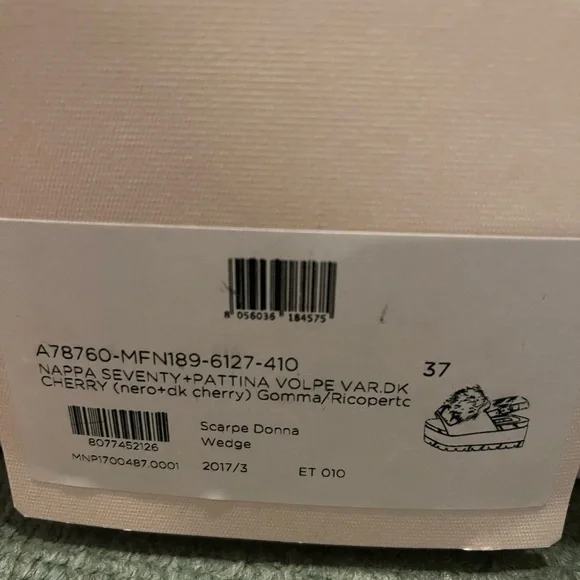 8 056036 184575
A78760-MFN189-6127-410
37
NAPPA SEVENTY+PATTINA VOLPE VAR.DK
CHERRY (nero+dk cherry) Gomma/Ricopertc
8077452126
Scarpe Donna
Wedge
MNP1700487.0001
2017/3
ET 010